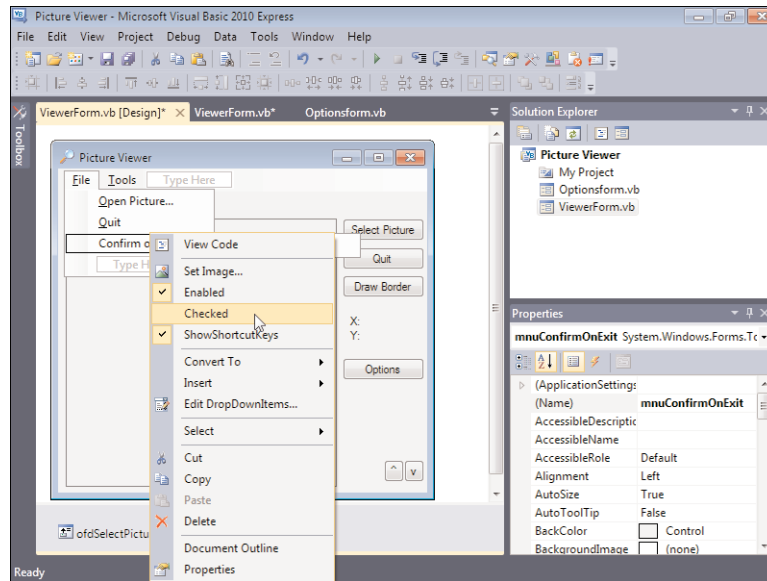 Picture Viewer - Microsoft Visual Basic 2010 Express
File Edit View Project Debug Data Tools Window Help
ViewerForm.vb [Design]* ViewerForm.vb* Optionsform.vb
Toolbox
Picture Viewer
File Tools Type Here
Open Picture...
Quit
Confirm o
Type H
View Code
Set Image...
Enabled
Checked
ShowShortcutKeys
Convert To
Insert
Edit DropDownItems...
Select
Cut
Copy
Paste
Delete
Document Outline
Properties
Select Picture
Quit
Draw Border
X:
Y:
Options
ofdSelectPictu
Solution Explorer
Picture Viewer
My Project
Optionsform.vb
ViewerForm.vb
Properties
mnuConfirmOnExit System.Windows.Forms.Tc
(ApplicationSettings
(Name) mnuConfirmOnExit
AccessibleDescriptic
AccessibleName
AccessibleRole Default
Alignment Left
AutoSize True
AutoToolTip False
BackColor Control
BackgroundImage (none)
Ready